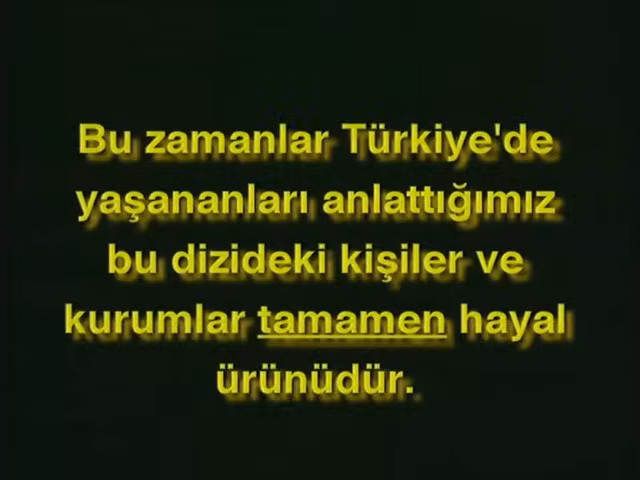 Bu zamanlar Türkiye'de
yaşananları anlattığımız
bu dizideki kişiler ve
kurumlar tamamen hayal
ürünüdür.